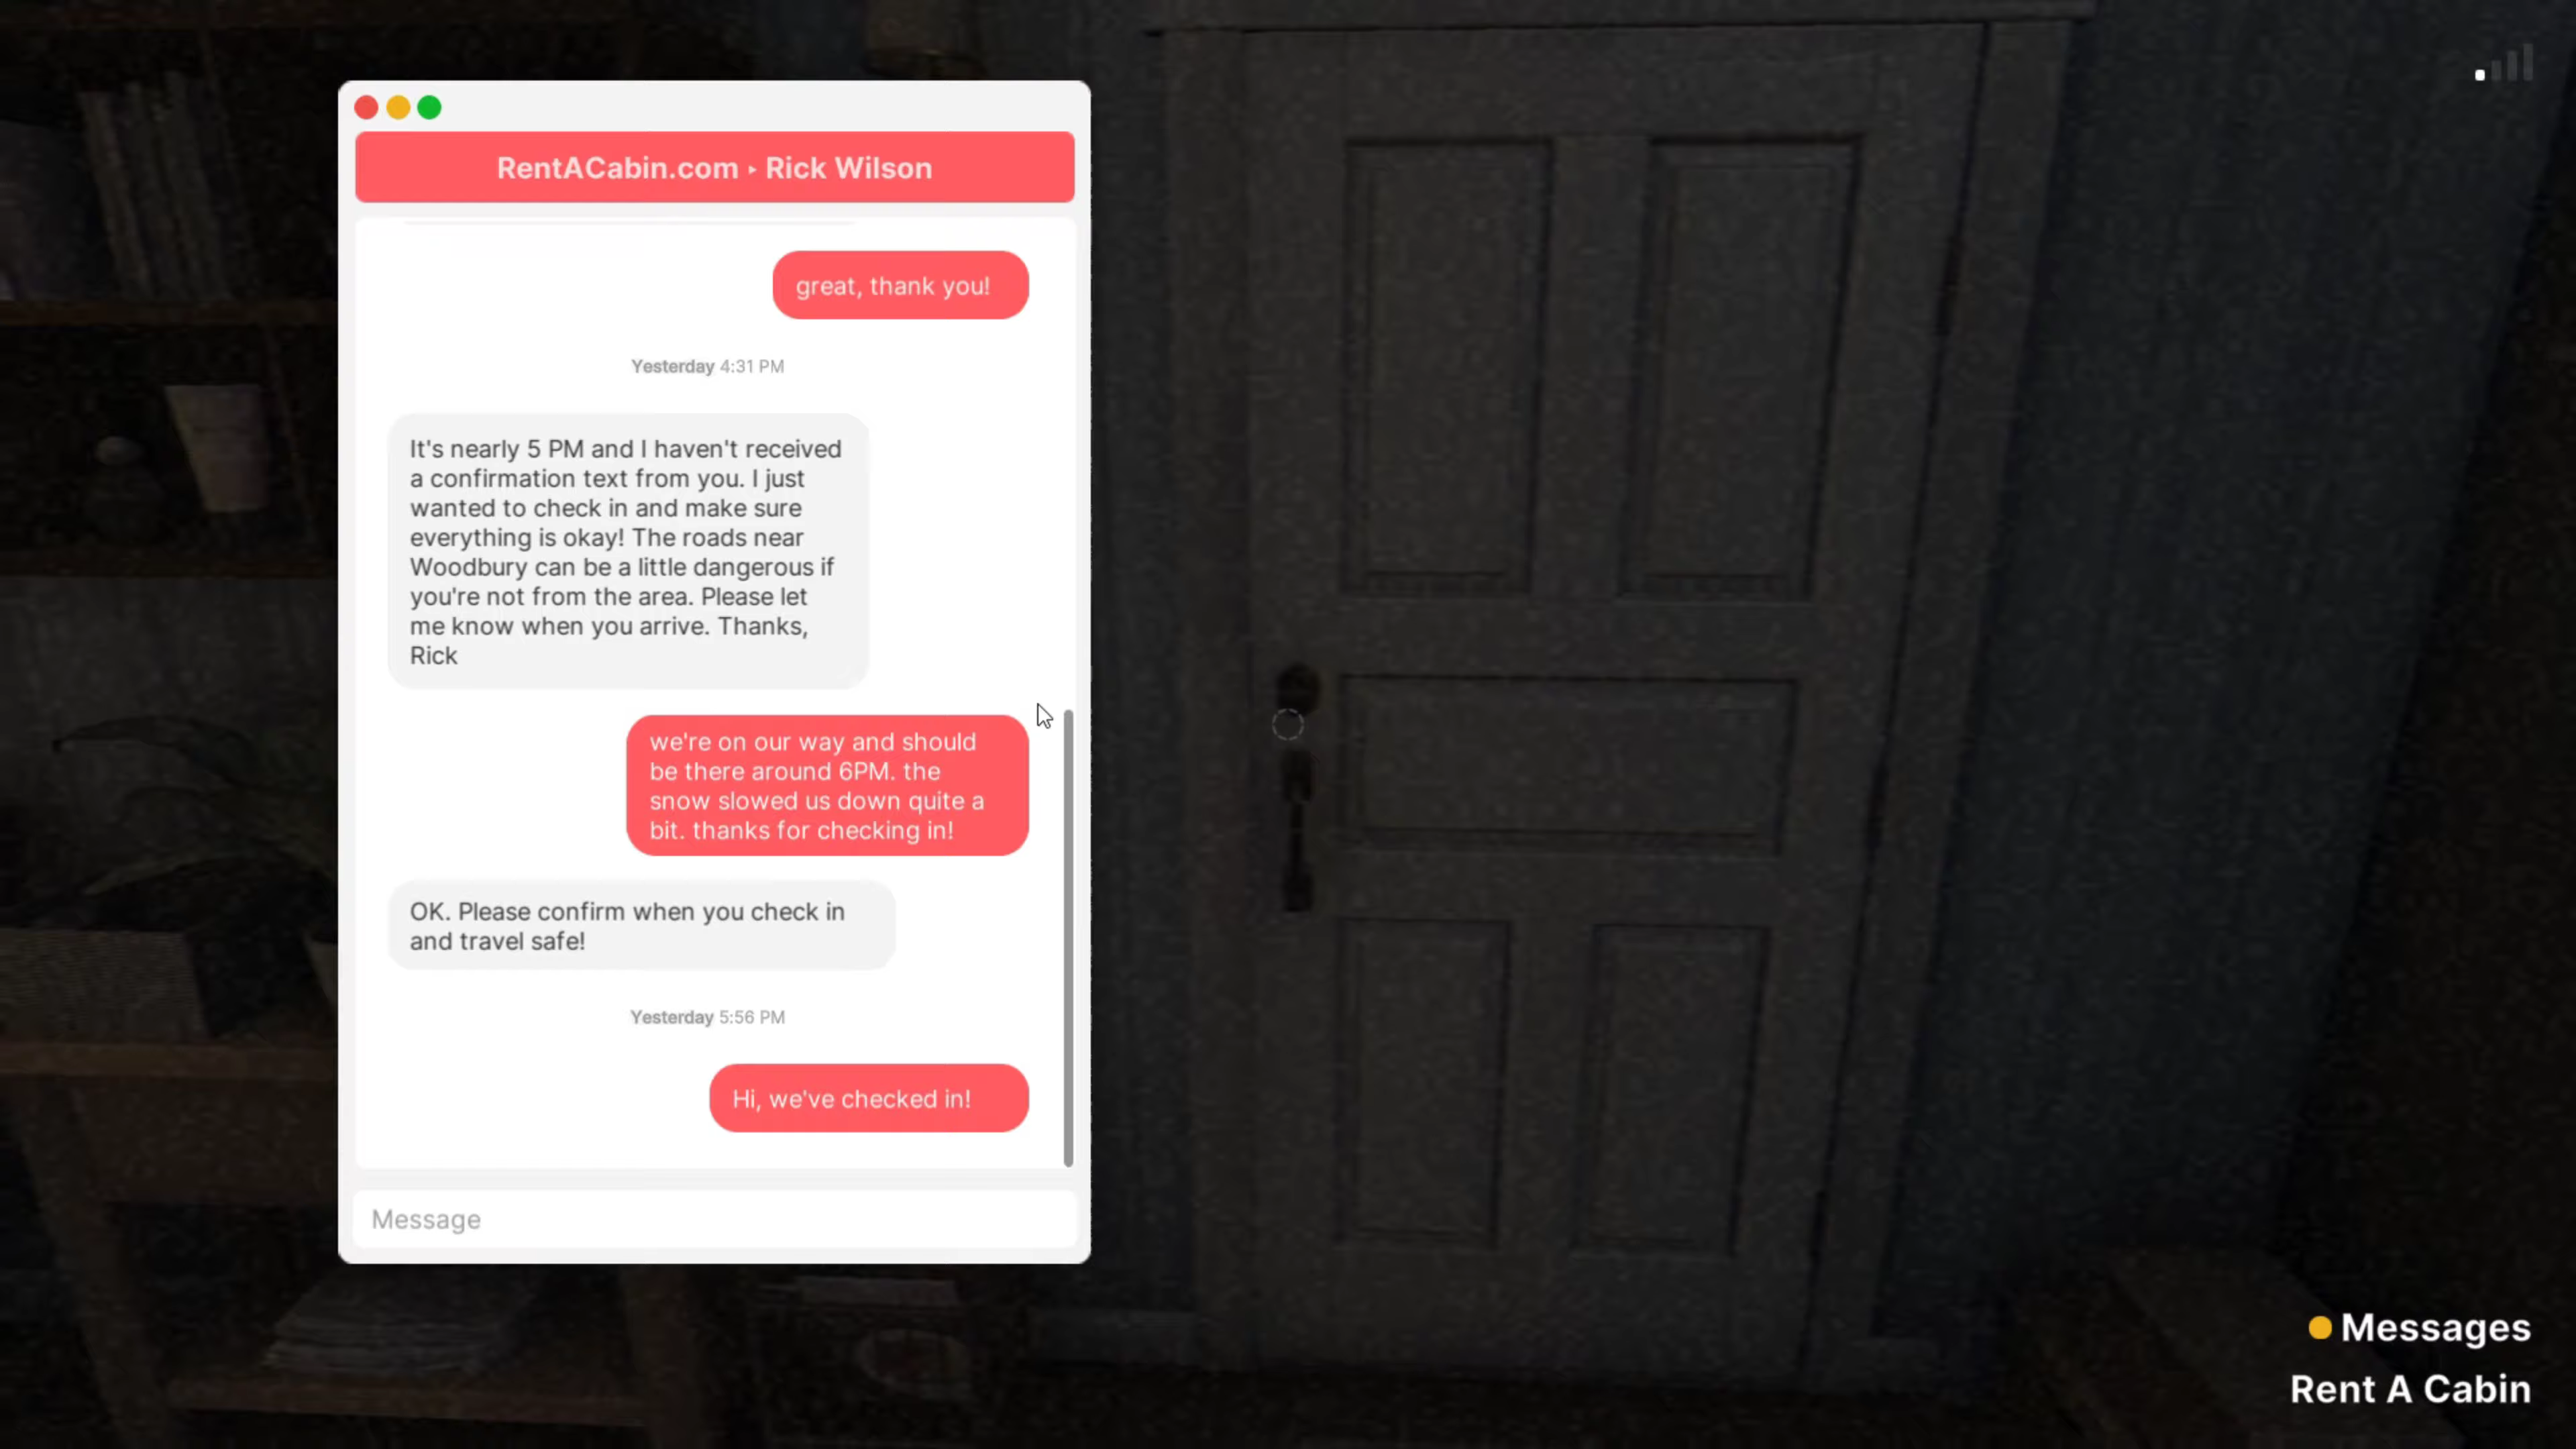 RentACabin.com ▸ Rick Wilson
great, thank you!
Yesterday 4:31 PM
It's nearly 5 PM and I haven't received
a confirmation text from you. I just
wanted to check in and make sure
everything is okay! The roads near
Woodbury can be a little dangerous if
you're not from the area. Please let
me know when you arrive. Thanks,
Rick
we're on our way and should
be there around 6PM. the
snow slowed us down quite a
bit. thanks for checking in!
OK. Please confirm when you check in
and travel safe!
Yesterday 5:56 PM
Hi, we've checked in!
Message
Messages
Rent A Cabin